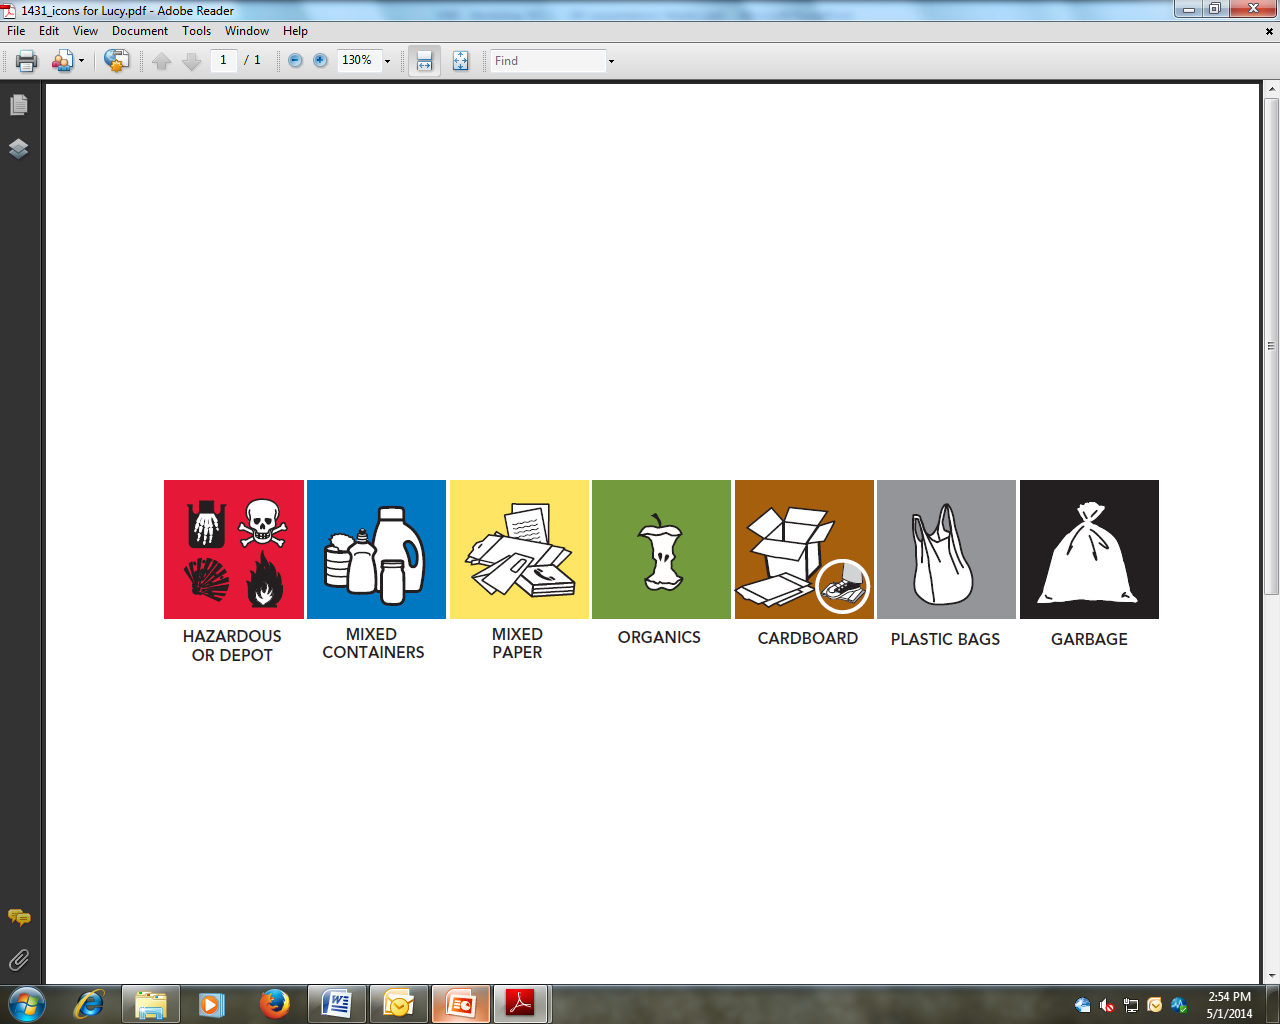 1431_icons for Lucy.pdf - Adobe Reader
File Edit View Document Tools Window Help
1 / 1 130% Find
HAZARDOUS
OR DEPOT
MIXED
CONTAINERS
MIXED
PAPER
ORGANICS
CARDBOARD
PLASTIC BAGS
GARBAGE
2:54 PM
5/1/2014